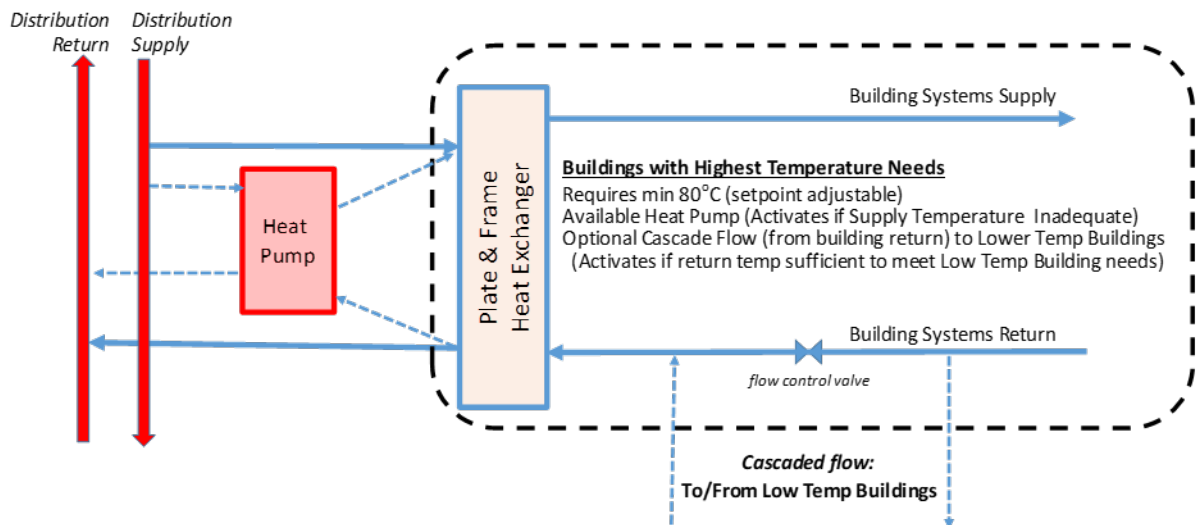 Distribution
Return
Distribution
Supply
Building Systems Supply
Heat
Pump
Plate & Frame
Heat Exchanger
Buildings with Highest Temperature Needs
Requires min 80°C (setpoint adjustable)
Available Heat Pump (Activates if Supply Temperature Inadequate)
Optional Cascade Flow (from building return) to Lower Temp Buildings
(Activates if return temp sufficient to meet Low Temp Building needs)
Building Systems Return
flow control valve
Cascaded flow:
To/From Low Temp Buildings